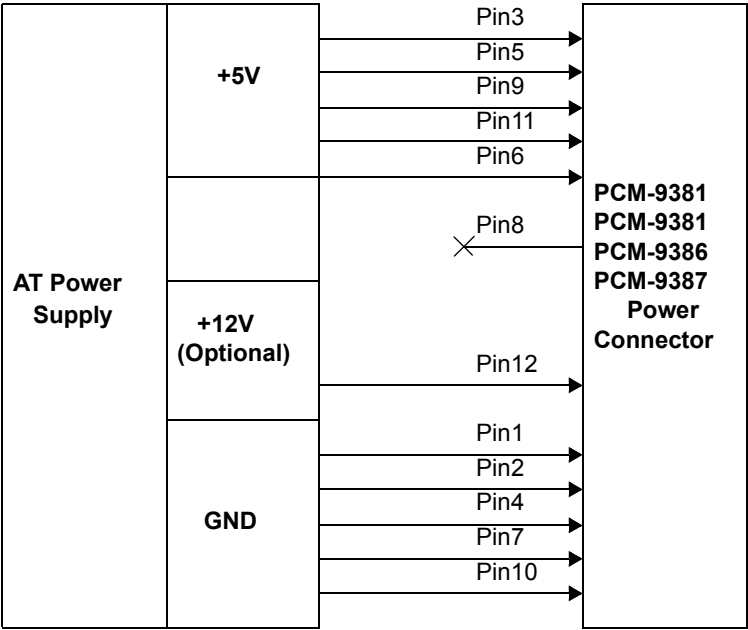 AT Power
Supply
+5V
+12V
(Optional)
GND
Pin3
Pin5
Pin9
Pin11
Pin6
Pin8
Pin12
Pin1
Pin2
Pin4
Pin7
Pin10
PCM-9381
PCM-9381
PCM-9386
PCM-9387
Power
Connector